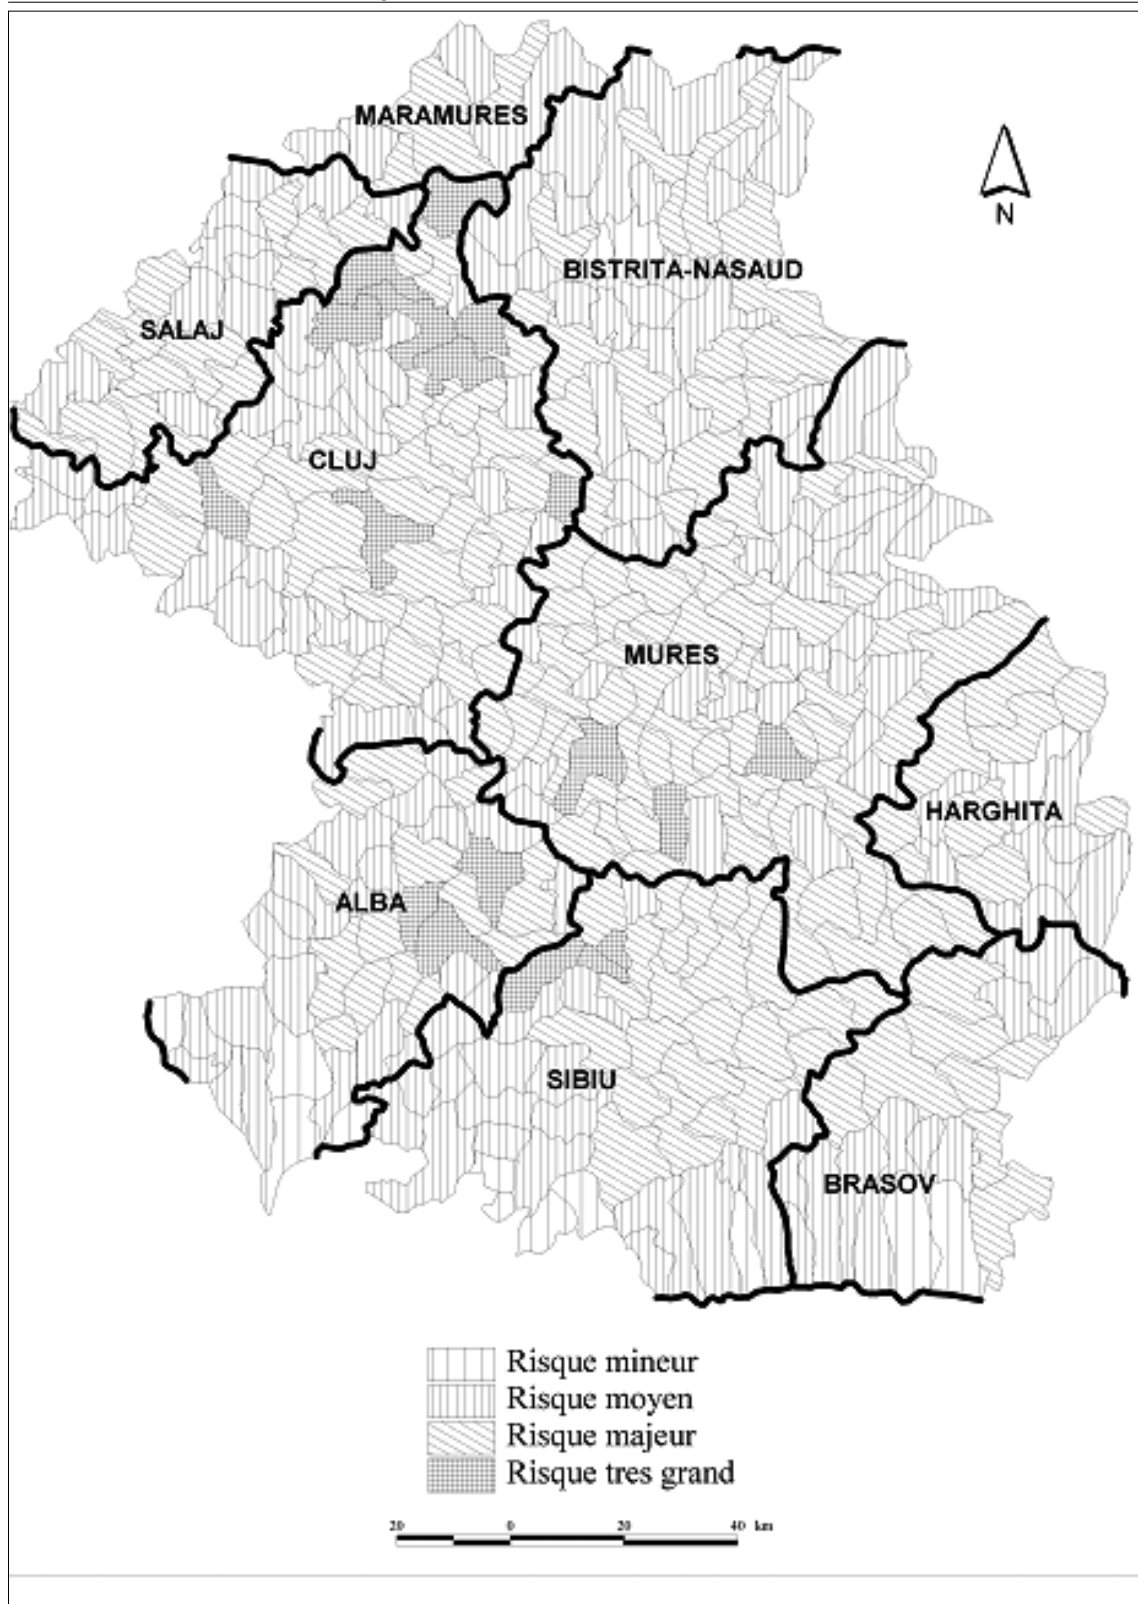 MARAMURES
N
BISTRITA-NASAUD
SALAJ
CLUJ
MURES
HARGHITA
ALBA
SIBIU
BRASOV
Risque mineur
Risque moyen
Risque majeur
Risque tres grand
20 0 20 40 km